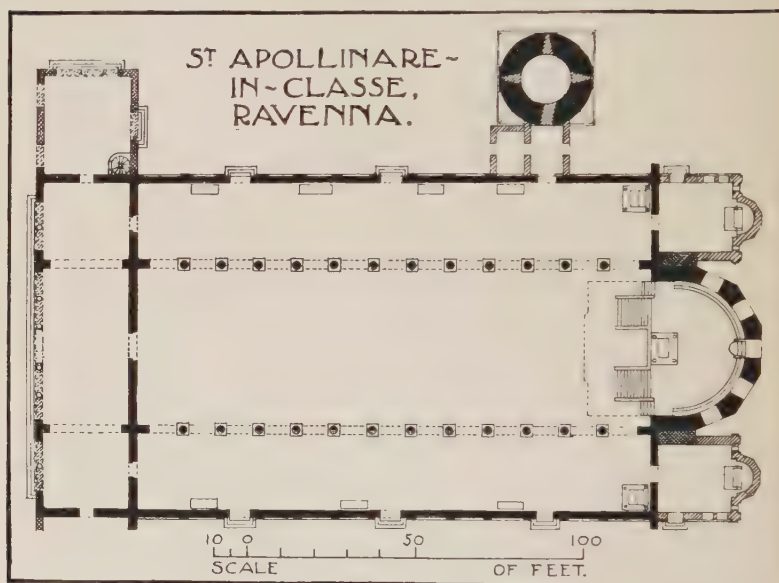 ST APOLLINARE-
IN-CLASSE,
RAVENNA.
10 0 50 100
SCALE OF FEET.